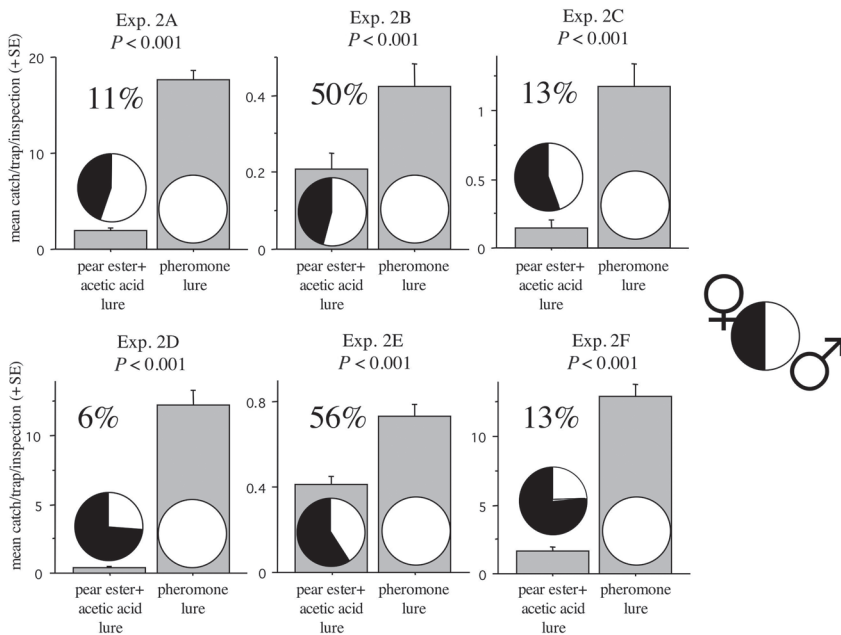 Exp. 2A
P < 0.001
Exp. 2B
P < 0.001
Exp. 2C
P < 0.001
mean catch/trap/inspection (+SE)
20
10
0
11%
pear ester+
acetic acid
lure
pheromone
lure
0.4
0.2
0
50%
pear ester+
acetic acid
lure
pheromone
lure
1
0.5
0
13%
pear ester+
acetic acid
lure
pheromone
lure
♀
♂
Exp. 2D
P < 0.001
Exp. 2E
P < 0.001
Exp. 2F
P < 0.001
mean catch/trap/inspection (+SE)
10
5
0
6%
pear ester+
acetic acid
lure
pheromone
lure
0.8
0.4
0
56%
pear ester+
acetic acid
lure
pheromone
lure
10
5
0
13%
pear ester+
acetic acid
lure
pheromone
lure